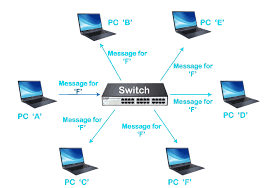 PC 'B'
PC 'E'
Message for
'F'
Message for
'F'
Message for
'F'
Switch
Message for
'F'
PC 'A'
PC 'D'
Message for
'F'
Message for
'F'
PC 'C'
PC 'F'